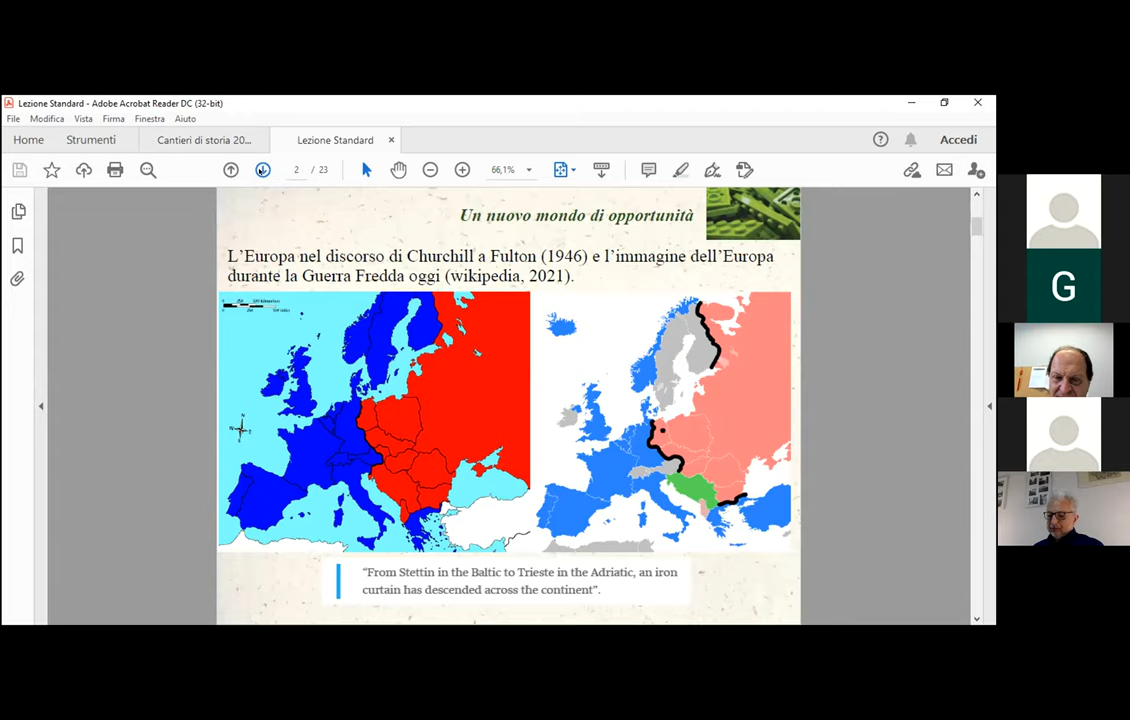 Lezione Standard - Adobe Acrobat Reader DC (32-bit)
File Modifica Vista Firma Finestra Aiuto
Home Strumenti Cantieri di storia 20... Lezione Standard × Accedi
2 / 23 66,1%
Un nuovo mondo di opportunità
L'Europa nel discorso di Churchill a Fulton (1946) e l'immagine dell'Europa
durante la Guerra Fredda oggi (wikipedia, 2021).
N
S
"From Stettin in the Baltic to Trieste in the Adriatic, an iron
curtain has descended across the continent".
G